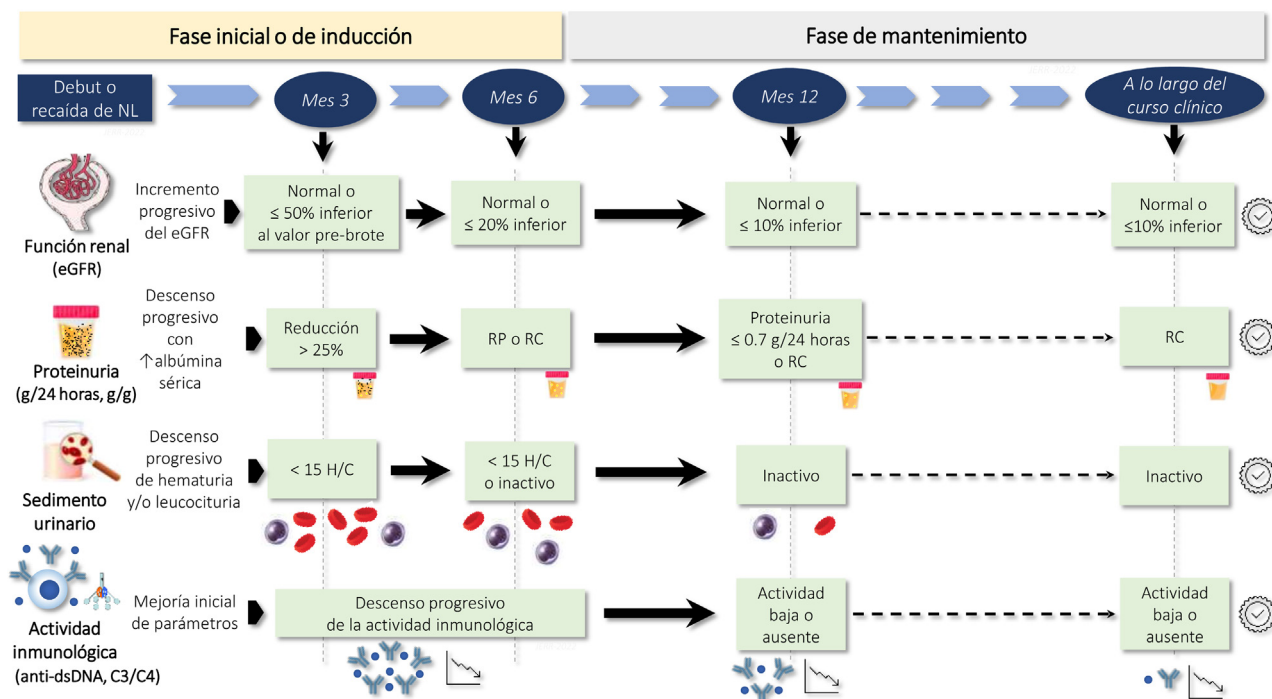 Fase inicial o de inducción
Fase de mantenimiento
Debut o
recaída de NL
Mes 3
Mes 6
Mes 12
A lo largo del
curso clínico
Función renal
(eGFR)
Incremento
progresivo
del eGFR
Normal o
≤ 50% inferior
al valor pre-brote
Normal o
≤ 20% inferior
Normal o
≤ 10% inferior
Normal o
≤10% inferior
Proteinuria
(g/24 horas, g/g)
Descenso
progresivo
con
↑albúmina
sérica
Reducción
> 25%
RP o RC
Proteinuria
≤ 0.7 g/24 horas
o RC
RC
Sedimento
urinario
Descenso
progresivo
de hematuria
y/o leucocituria
< 15 H/C
< 15 H/C
o inactivo
Inactivo
Inactivo
Actividad
inmunológica
(anti-dsDNA, C3/C4)
Mejoría inicial
de parámetros
Descenso progresivo
de la actividad inmunológica
Actividad
baja o
ausente
Actividad
baja o
ausente